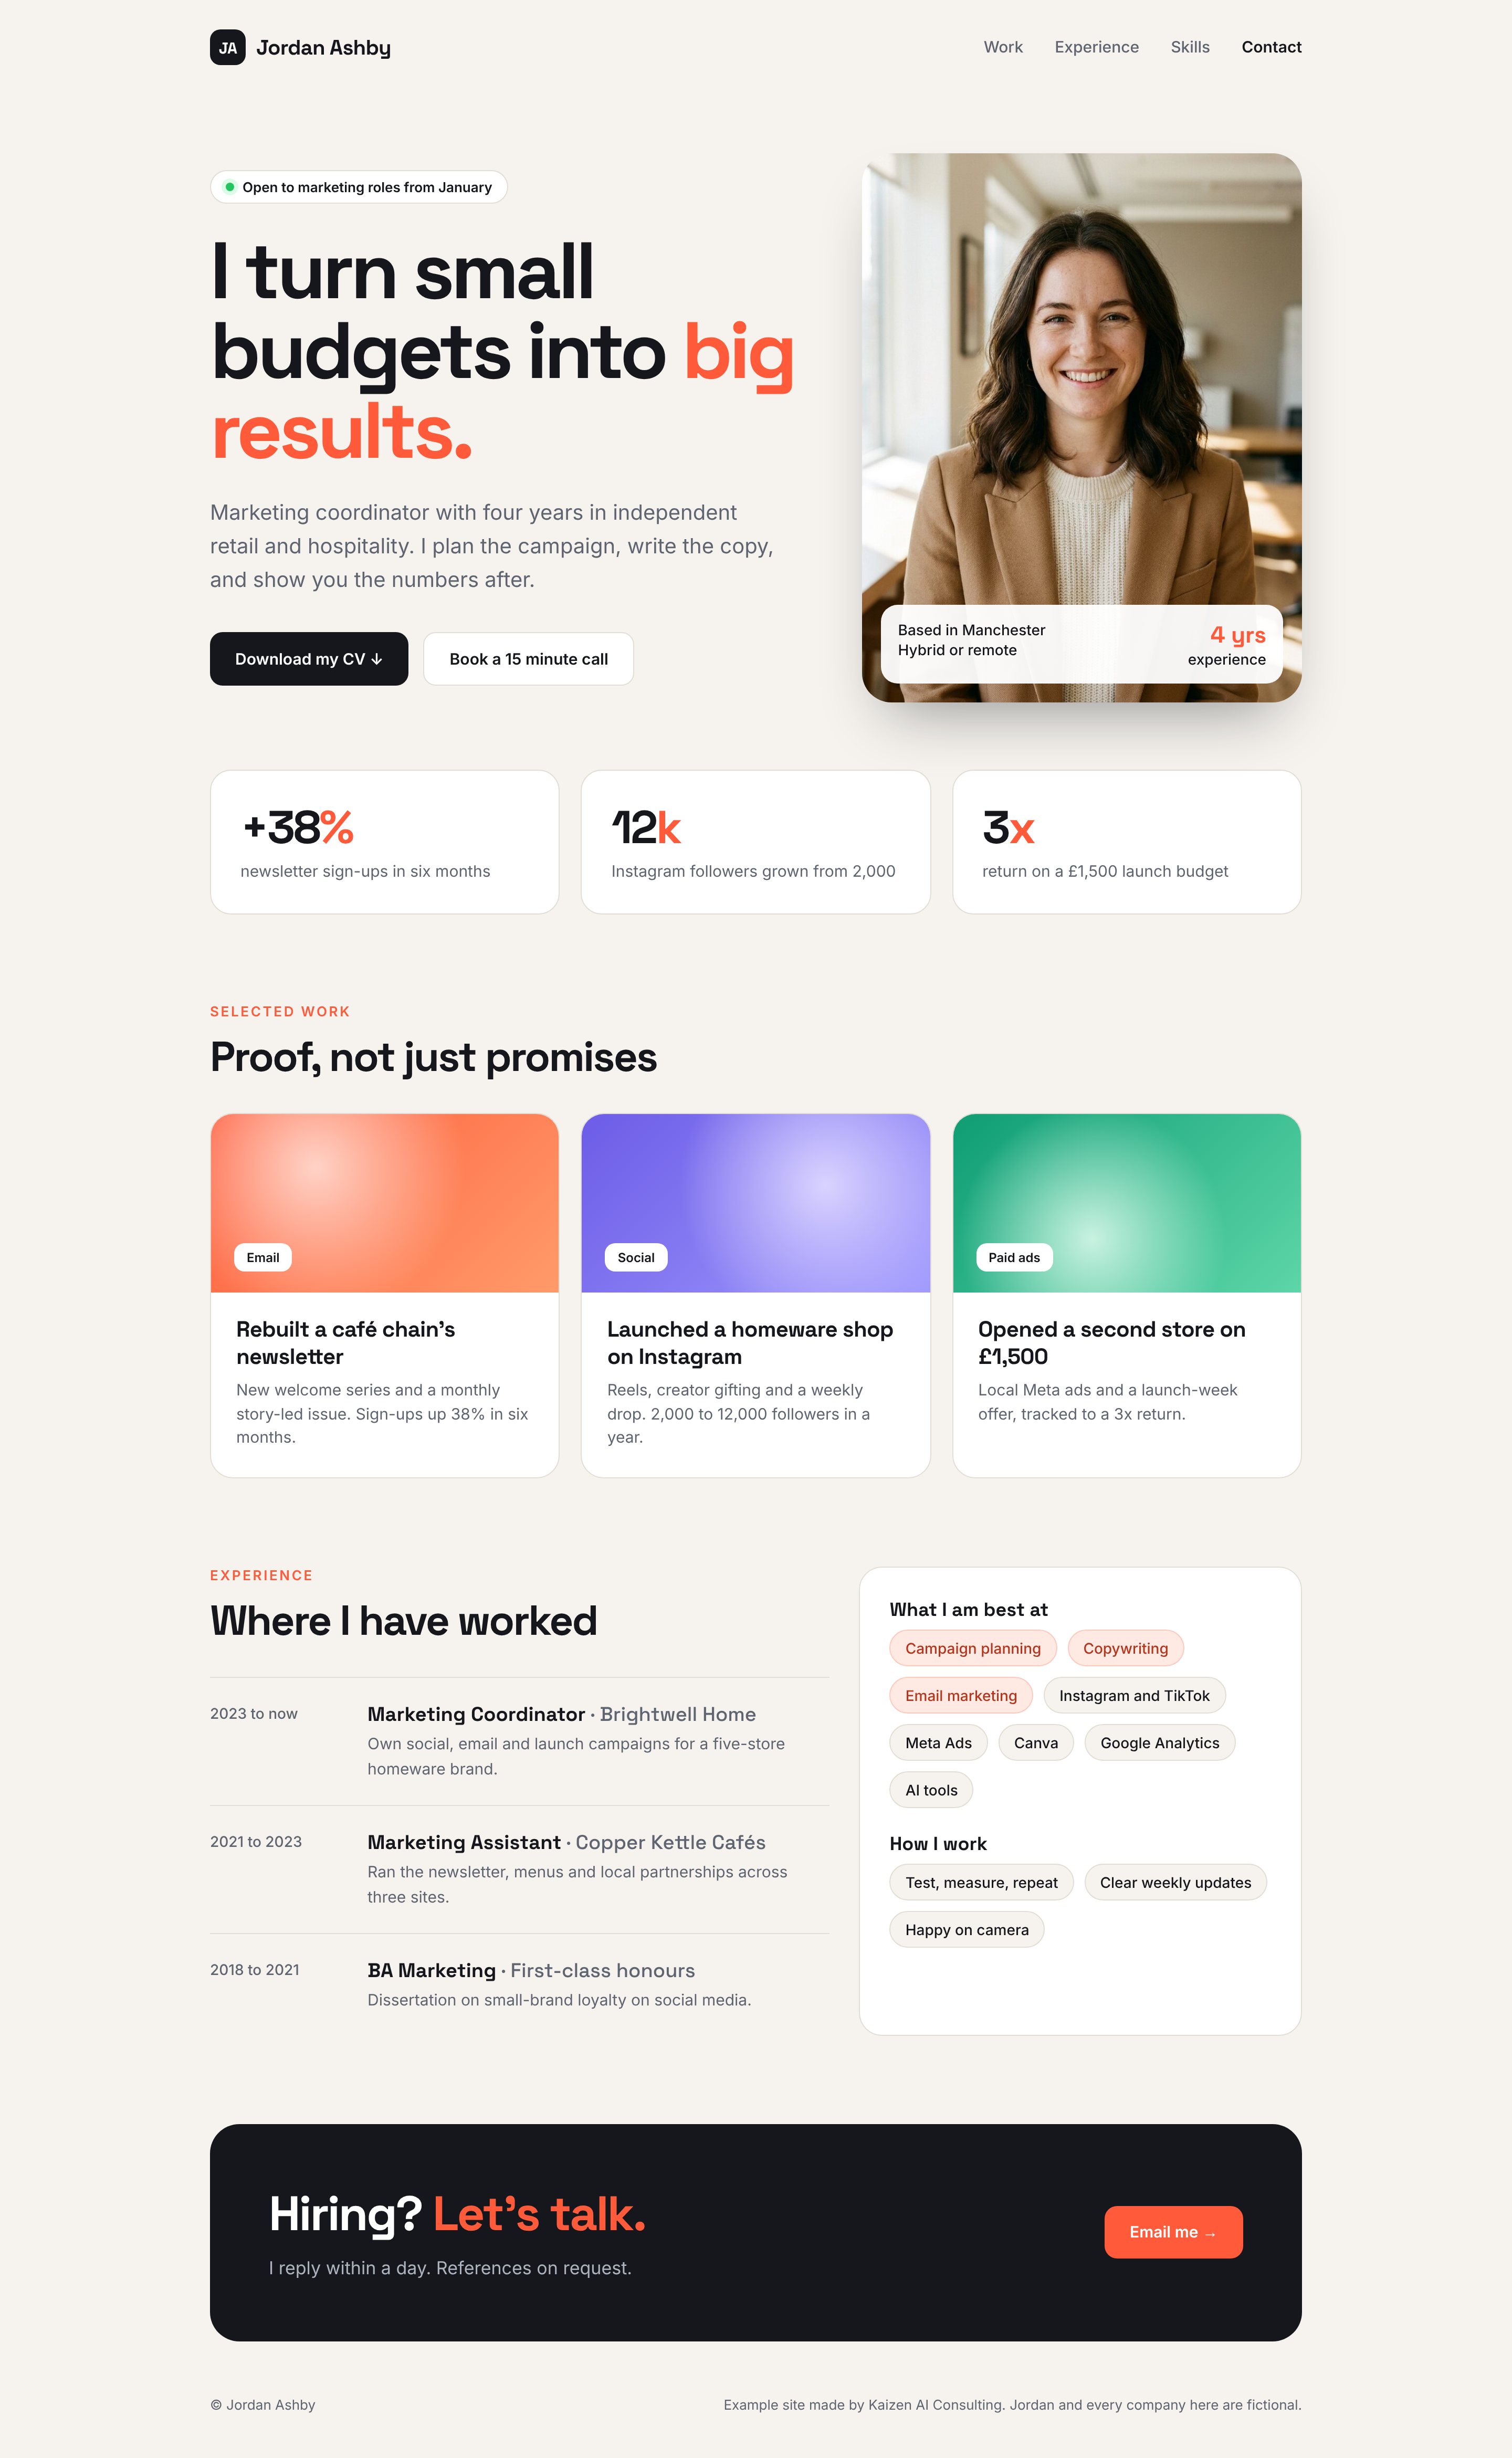 JA Jordan Ashby
Work Experience Skills Contact
Open to marketing roles from January
I turn small
budgets into big
results.
Marketing coordinator with four years in independent
retail and hospitality. I plan the campaign, write the copy,
and show you the numbers after.
Download my CV ↓
Book a 15 minute call
Based in Manchester
Hybrid or remote
4 yrs
experience
+38%
newsletter sign-ups in six months
12k
Instagram followers grown from 2,000
3x
return on a £1,500 launch budget
SELECTED WORK
Proof, not just promises
Email
Rebuilt a café chain’s
newsletter
New welcome series and a monthly
story-led issue. Sign-ups up 38% in six
months.
Social
Launched a homeware shop
on Instagram
Reels, creator gifting and a weekly
drop. 2,000 to 12,000 followers in a
year.
Paid ads
Opened a second store on
£1,500
Local Meta ads and a launch-week
offer, tracked to a 3x return.
EXPERIENCE
Where I have worked
2023 to now
Marketing Coordinator · Brightwell Home
Own social, email and launch campaigns for a five-store
homeware brand.
2021 to 2023
Marketing Assistant · Copper Kettle Cafés
Ran the newsletter, menus and local partnerships across
three sites.
2018 to 2021
BA Marketing · First-class honours
Dissertation on small-brand loyalty on social media.
What I am best at
Campaign planning
Copywriting
Email marketing
Instagram and TikTok
Meta Ads
Canva
Google Analytics
AI tools
How I work
Test, measure, repeat
Clear weekly updates
Happy on camera
Hiring? Let’s talk.
I reply within a day. References on request.
Email me →
© Jordan Ashby
Example site made by Kaizen AI Consulting. Jordan and every company here are fictional.